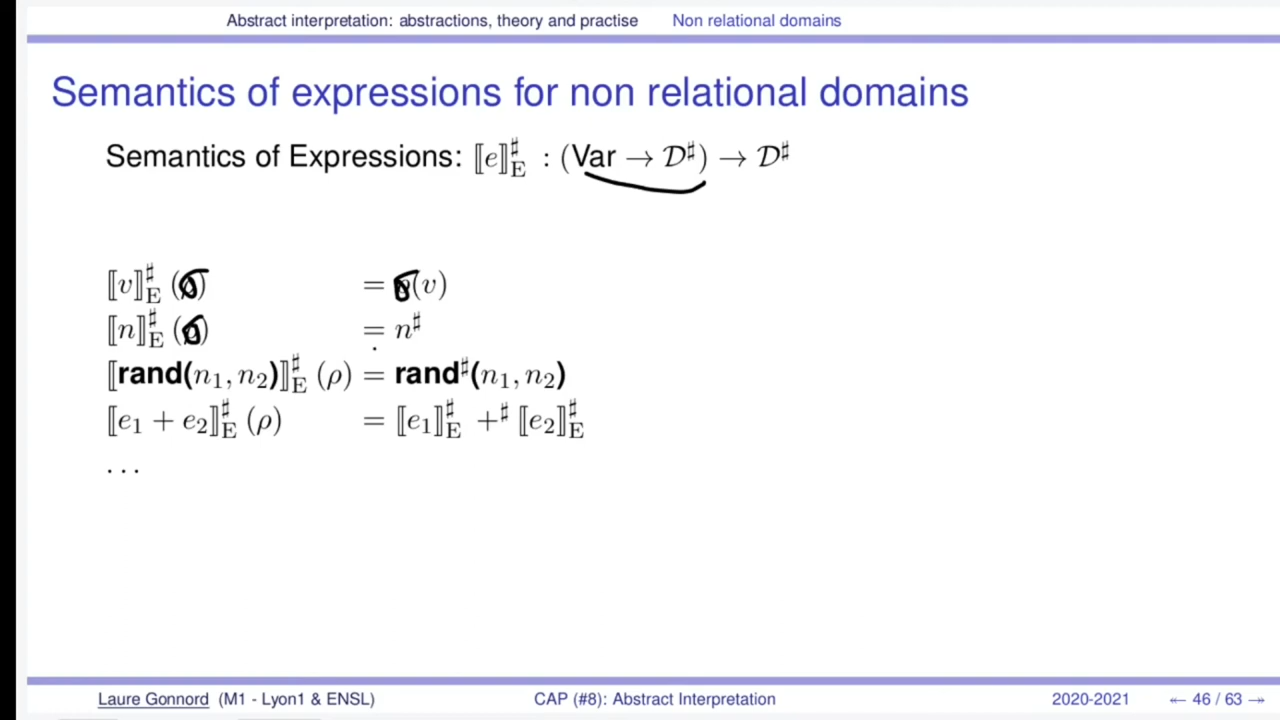 Abstract interpretation: abstractions, theory and practise Non relational domains
Semantics of expressions for non relational domains
Semantics of Expressions: ⟦e⟧♯E : (Var → D♯) → D♯
⟦v⟧♯E (σ) = σ(v)
⟦n⟧♯E (σ) = n♯
⟦rand(n1, n2)⟧♯E (ρ) = rand♯(n1, n2)
⟦e1 + e2⟧♯E (ρ) = ⟦e1⟧♯E +♯ ⟦e2⟧♯E
...
Laure Gonnord (M1 - Lyon1 & ENSL) CAP (#8): Abstract Interpretation 2020-2021 ← 46 / 63 →